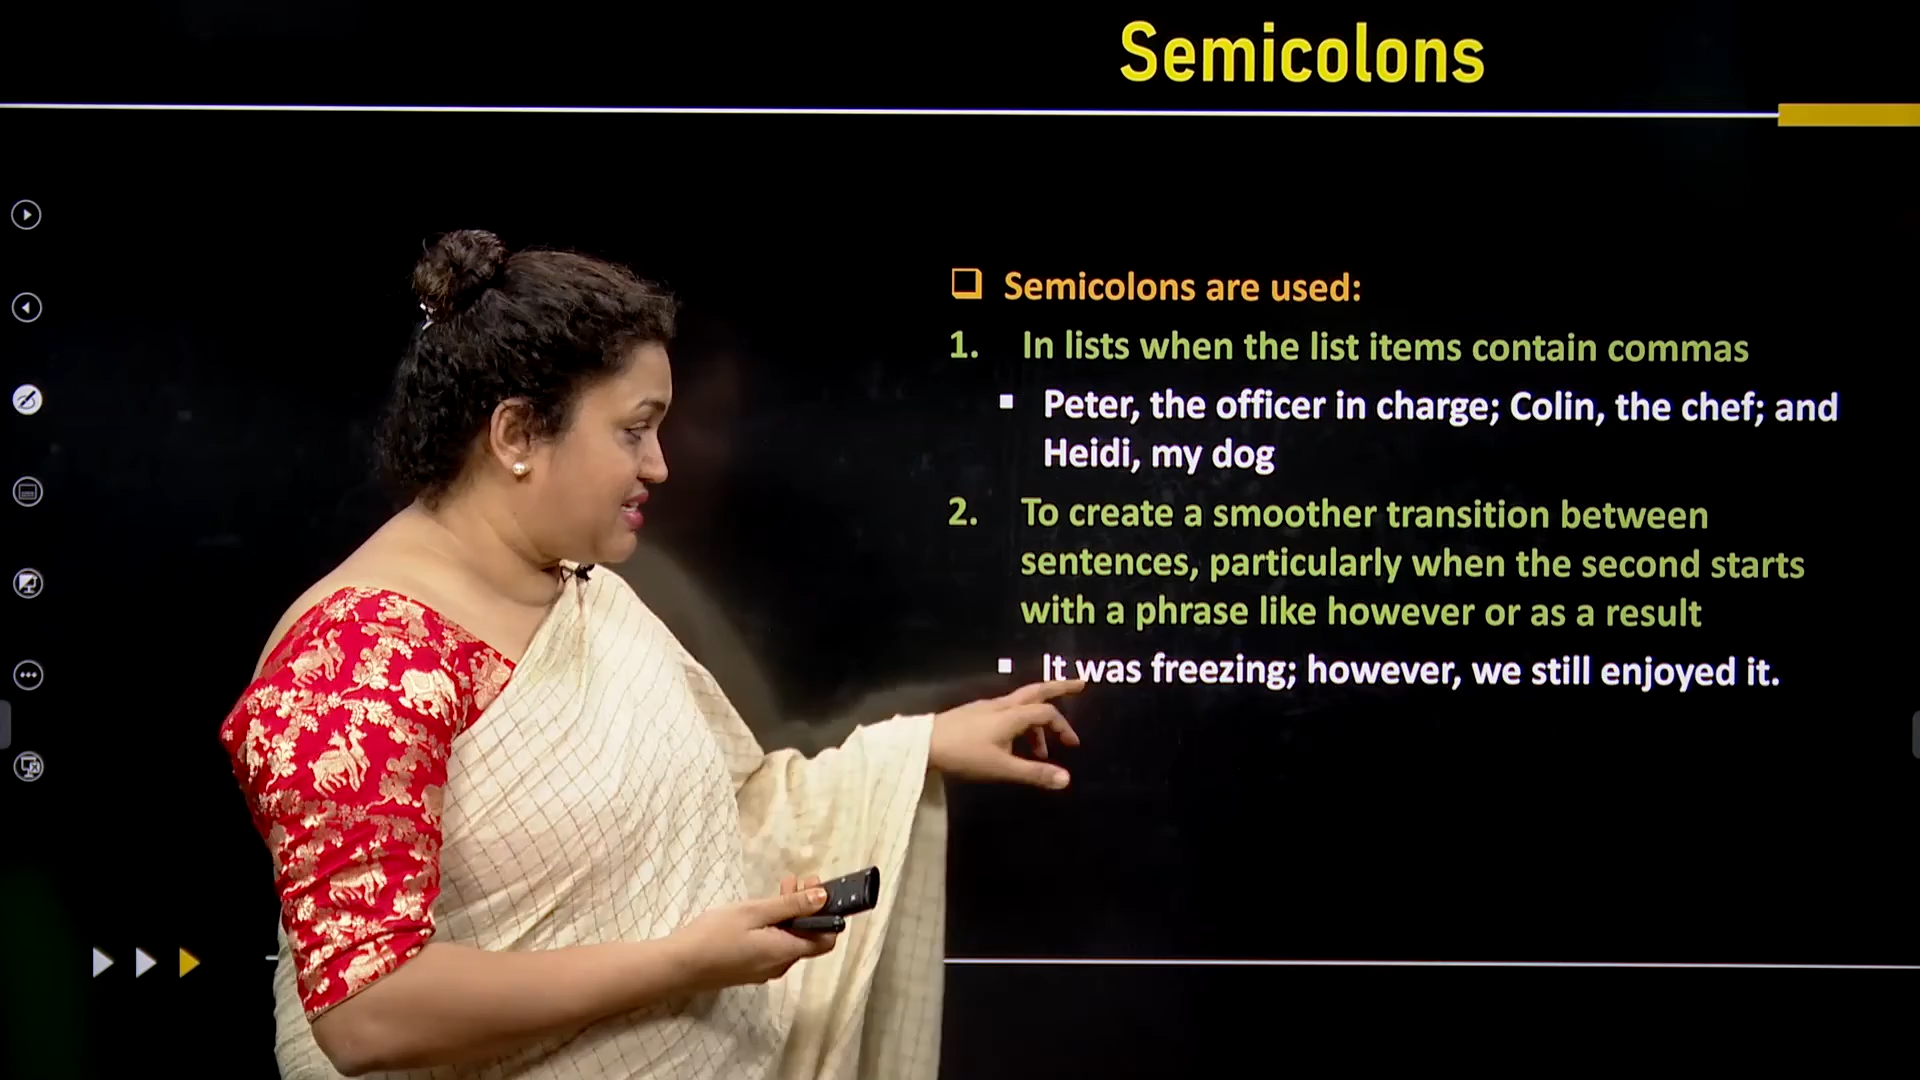 Semicolons
❑ Semicolons are used:
1. In lists when the list items contain commas
▪ Peter, the officer in charge; Colin, the chef; and
Heidi, my dog
2. To create a smoother transition between
sentences, particularly when the second starts
with a phrase like however or as a result
▪ It was freezing; however, we still enjoyed it.